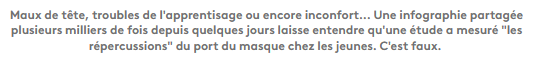 Maux de tête, troubles de l'apprentisage ou encore inconfort... Une infographie partagée
plusieurs milliers de fois depuis quelques jours laisse entendre qu'une étude a mesuré "les
répercussions" du port du masque chez les jeunes. C'est faux.